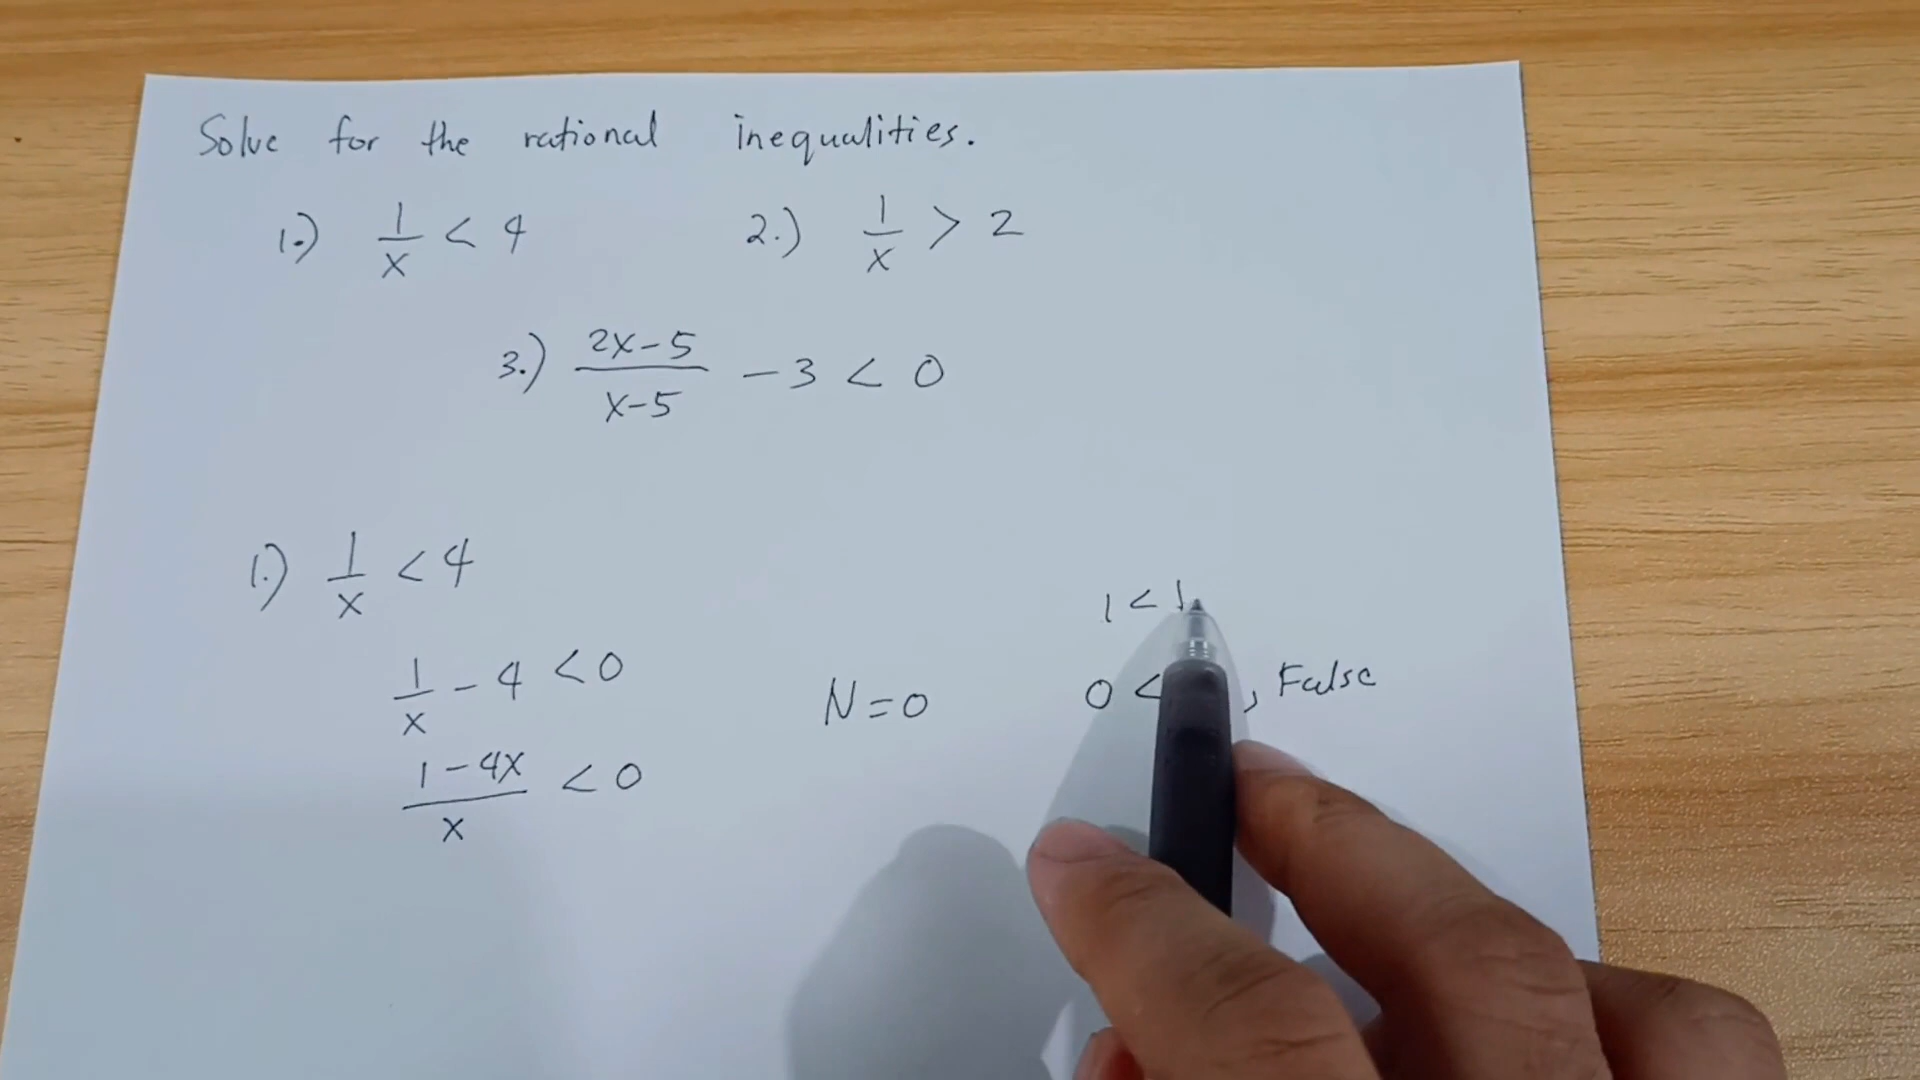 Solve for the rational inequalities.
1.) 1/x < 4 2.) 1/x > 2
3.) (2x-5)/(x-5) - 3 < 0
1.) 1/x < 4
1/x - 4 < 0
(1-4x)/x < 0
N=0
1 < 1
0 < , False